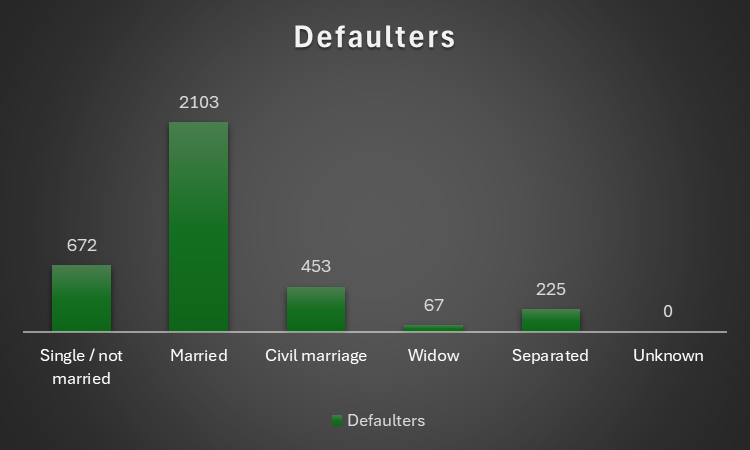 Defaulters
2103
672
453
225
67
0
Single / not
married
Married
Civil marriage
Widow
Separated
Unknown
Defaulters